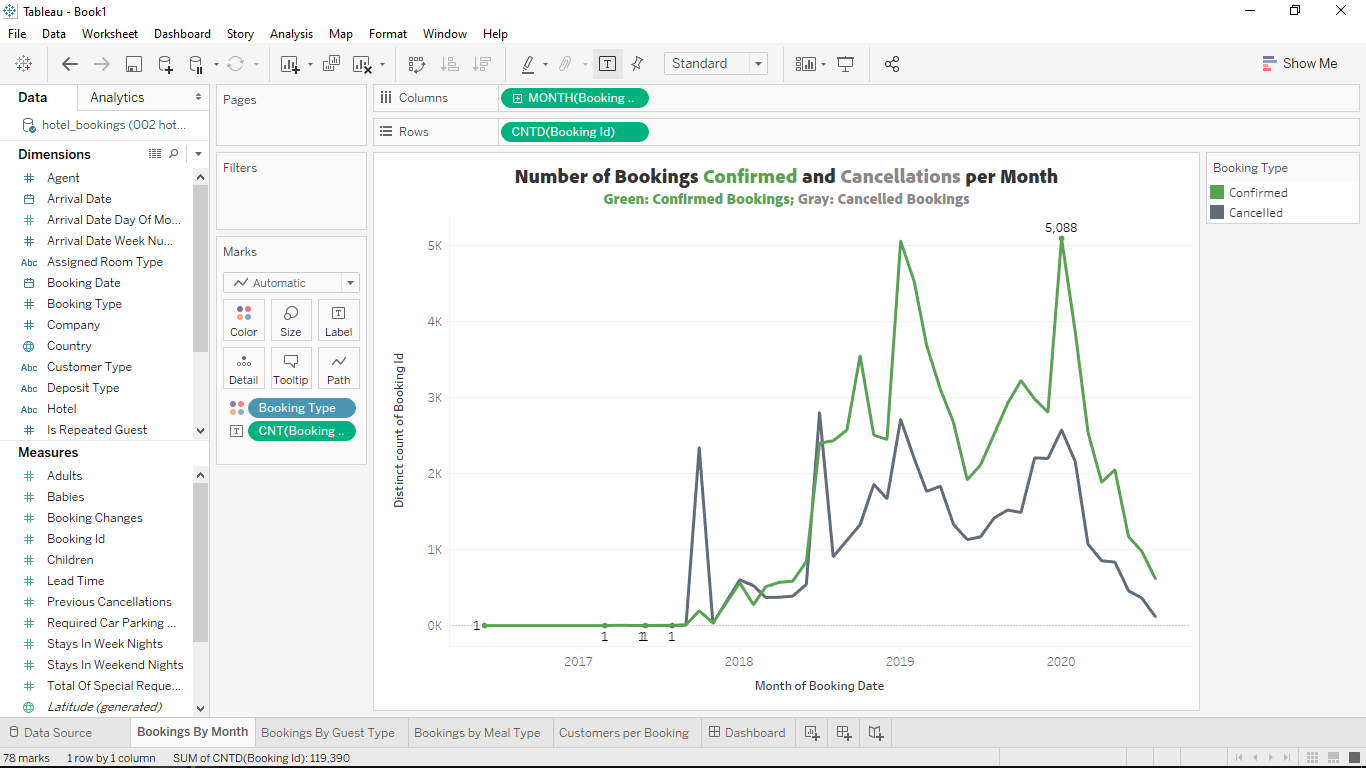 Tableau - Book1
File Data Worksheet Dashboard Story Analysis Map Format Window Help
Standard
Show Me
Data Analytics
hotel_bookings (002 hot...
Dimensions
Agent
Arrival Date
Arrival Date Day Of Mo...
Arrival Date Week Nu...
Abc Assigned Room Type
Booking Date
Booking Type
Company
Country
Abc Customer Type
Abc Deposit Type
Abc Hotel
Is Repeated Guest
Measures
Adults
Babies
Booking Changes
Booking Id
Children
Lead Time
Previous Cancellations
Required Car Parking ...
Stays In Week Nights
Stays In Weekend Nights
Total Of Special Reque...
Latitude (generated)
Pages
Filters
Marks
Automatic
Color Size Label
Detail Tooltip Path
Booking Type
CNT(Booking ..
Columns MONTH(Booking ..
Rows CNTD(Booking Id)
Number of Bookings Confirmed and Cancellations per Month
Green: Confirmed Bookings; Gray: Cancelled Bookings
5,088
5K
4K
3K
2K
1K
0K
Distinct count of Booking Id
1 1 11 1
2017 2018 2019 2020
Month of Booking Date
Booking Type
Confirmed
Cancelled
Data Source Bookings By Month Bookings By Guest Type Bookings by Meal Type Customers per Booking Dashboard
78 marks 1 row by 1 column SUM of CNTD(Booking Id): 119,390